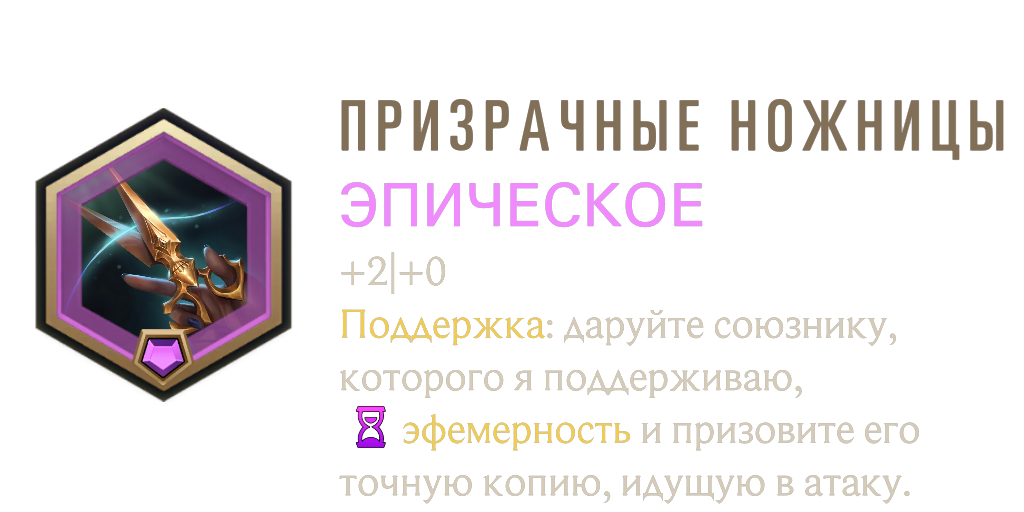 ПРИЗРАЧНЫЕ НОЖНИЦЫ
ЭПИЧЕСКОЕ
+2|+0
Поддержка: даруйте союзнику,
которого я поддерживаю,
эфемерность и призовите его
точную копию, идущую в атаку.